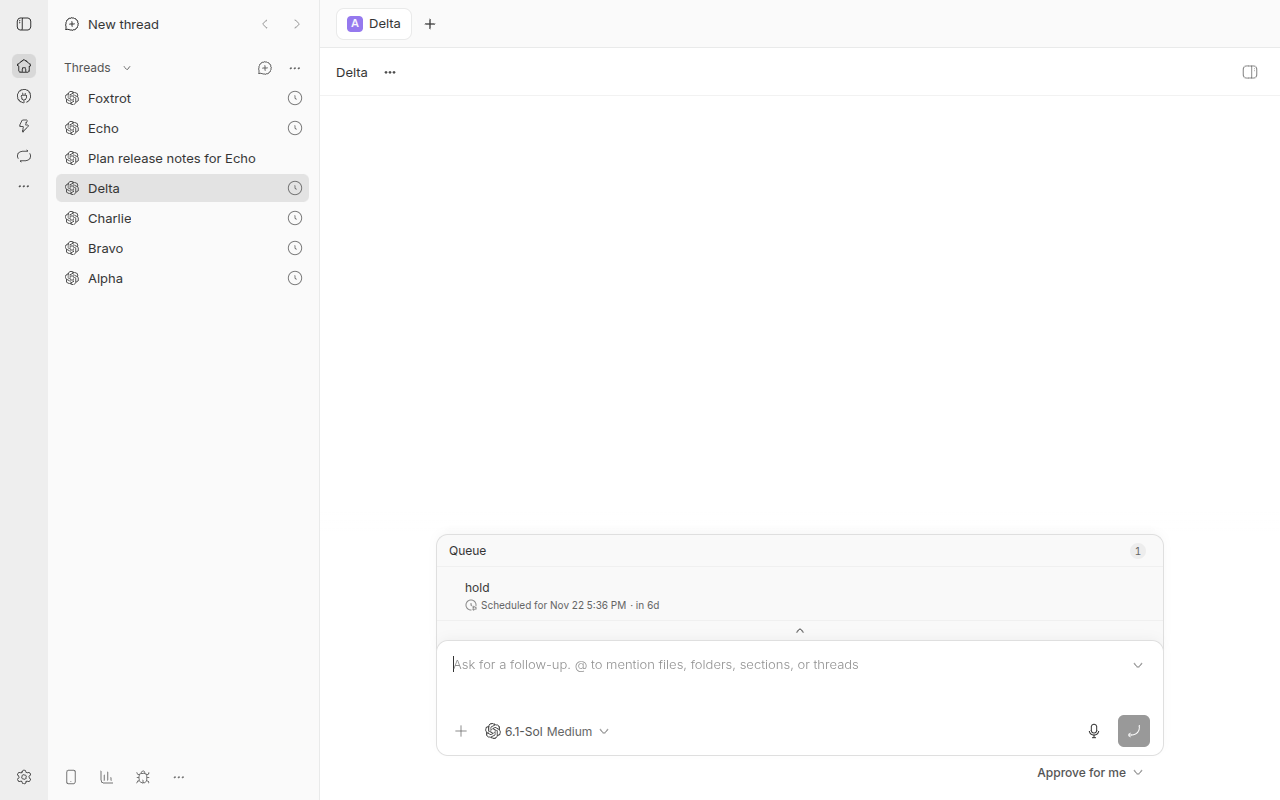 New thread
Threads
Foxtrot
Echo
Plan release notes for Echo
Delta
Charlie
Bravo
Alpha
A Delta
Delta
Queue
1
hold
Scheduled for Nov 22 5:36 PM · in 6d
Ask for a follow-up. @ to mention files, folders, sections, or threads
6.1-Sol Medium
Approve for me